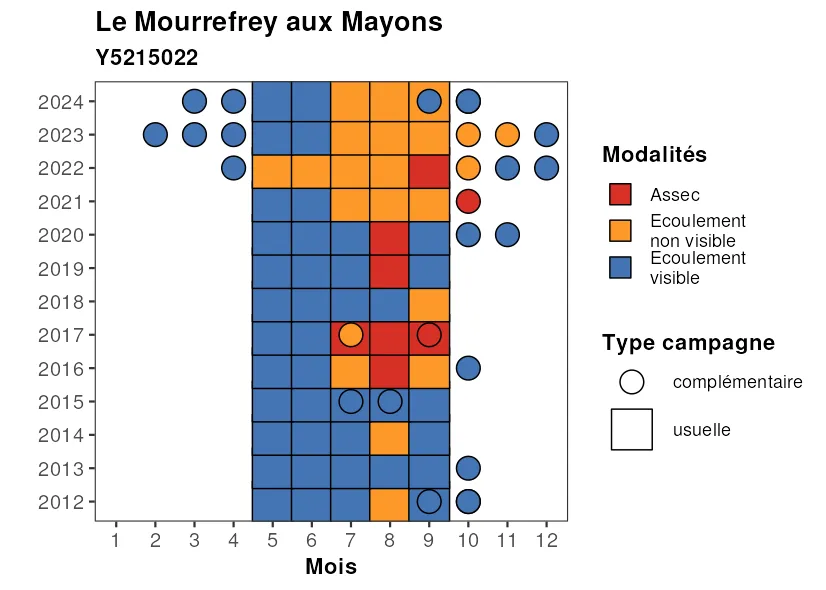 Le Mourrefrey aux Mayons
Y5215022
2024
2023
2022
2021
2020
2019
2018
2017
2016
2015
2014
2013
2012
1 2 3 4 5 6 7 8 9 10 11 12
Mois
Modalités
Assec
Ecoulement
non visible
Ecoulement
visible
Type campagne
complémentaire
usuelle